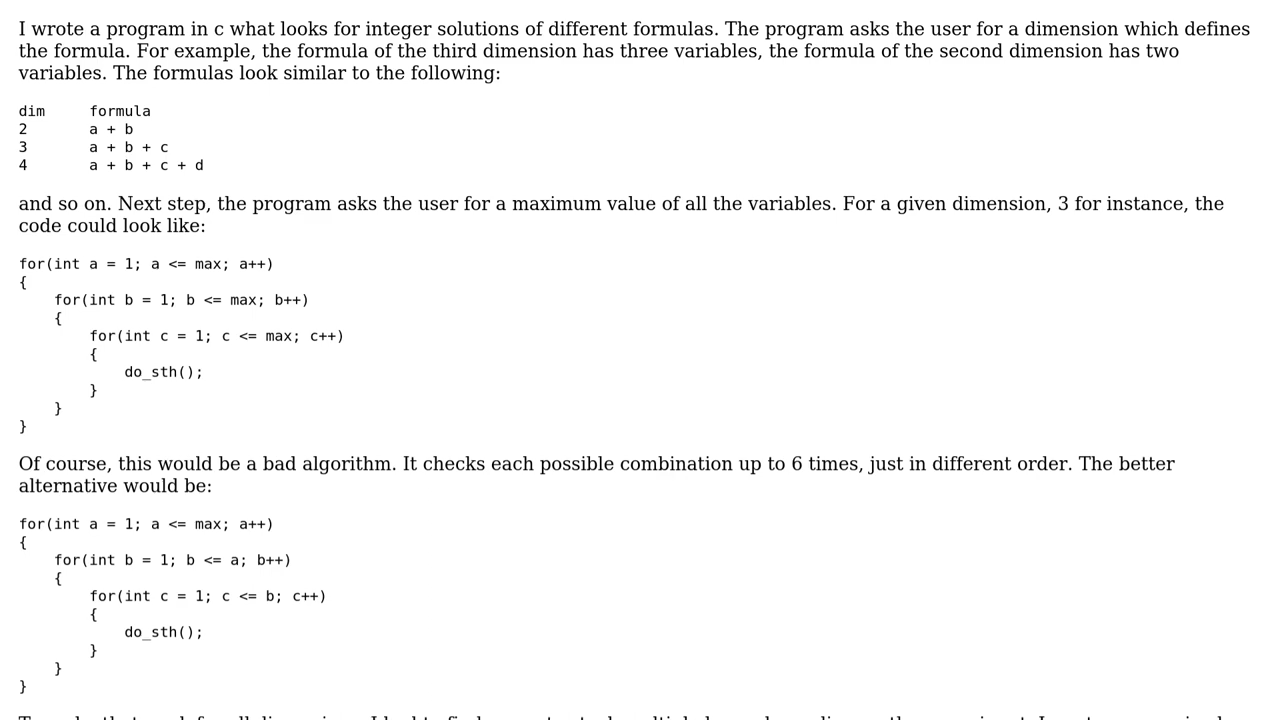 I wrote a program in c what looks for integer solutions of different formulas. The program asks the user for a dimension which defines
the formula. For example, the formula of the third dimension has three variables, the formula of the second dimension has two
variables. The formulas look similar to the following:
dim     formula
2       a + b
3       a + b + c
4       a + b + c + d
and so on. Next step, the program asks the user for a maximum value of all the variables. For a given dimension, 3 for instance, the
code could look like:
for(int a = 1; a <= max; a++)
{
    for(int b = 1; b <= max; b++)
    {
        for(int c = 1; c <= max; c++)
        {
            do_sth();
        }
    }
}
Of course, this would be a bad algorithm. It checks each possible combination up to 6 times, just in different order. The better
alternative would be:
for(int a = 1; a <= max; a++)
{
    for(int b = 1; b <= a; b++)
    {
        for(int c = 1; c <= b; c++)
        {
            do_sth();
        }
    }
}